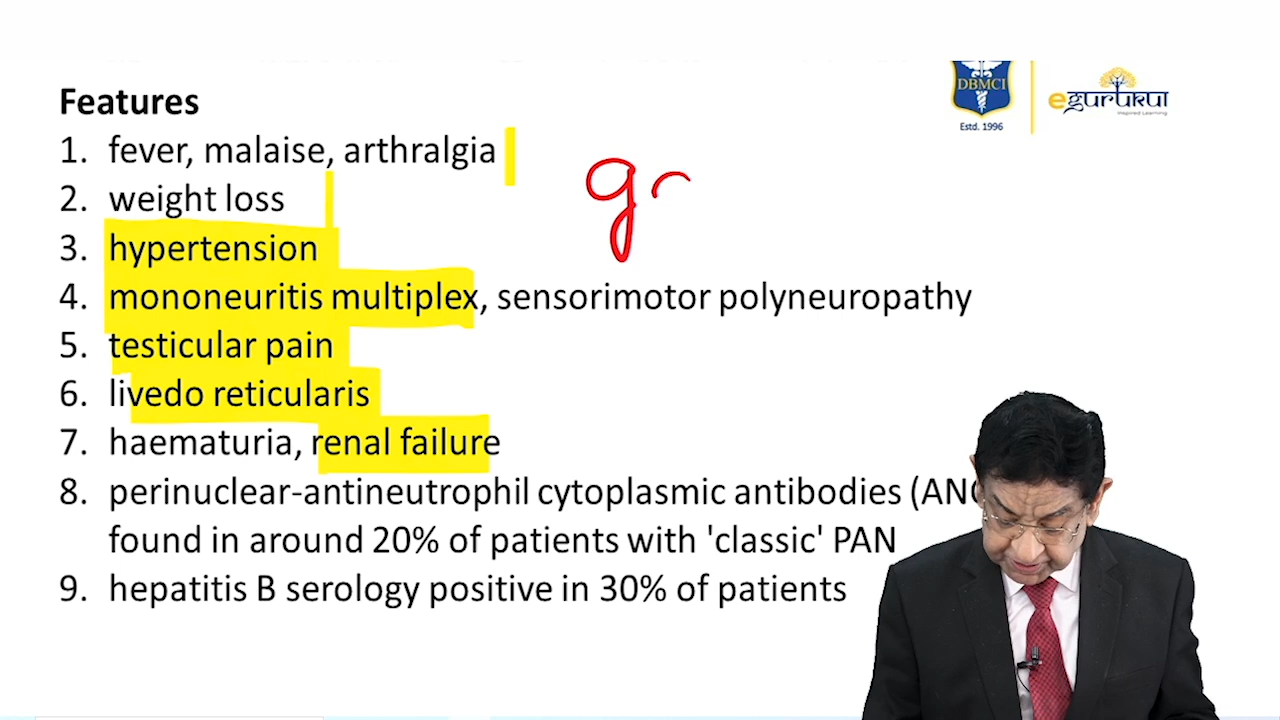 DBMCI
Estd. 1996
egurukul
Inspired Learning
Features
1. fever, malaise, arthralgia
2. weight loss
3. hypertension
4. mononeuritis multiplex, sensorimotor polyneuropathy
5. testicular pain
6. livedo reticularis
7. haematuria, renal failure
8. perinuclear-antineutrophil cytoplasmic antibodies (ANC
found in around 20% of patients with 'classic' PAN
9. hepatitis B serology positive in 30% of patients